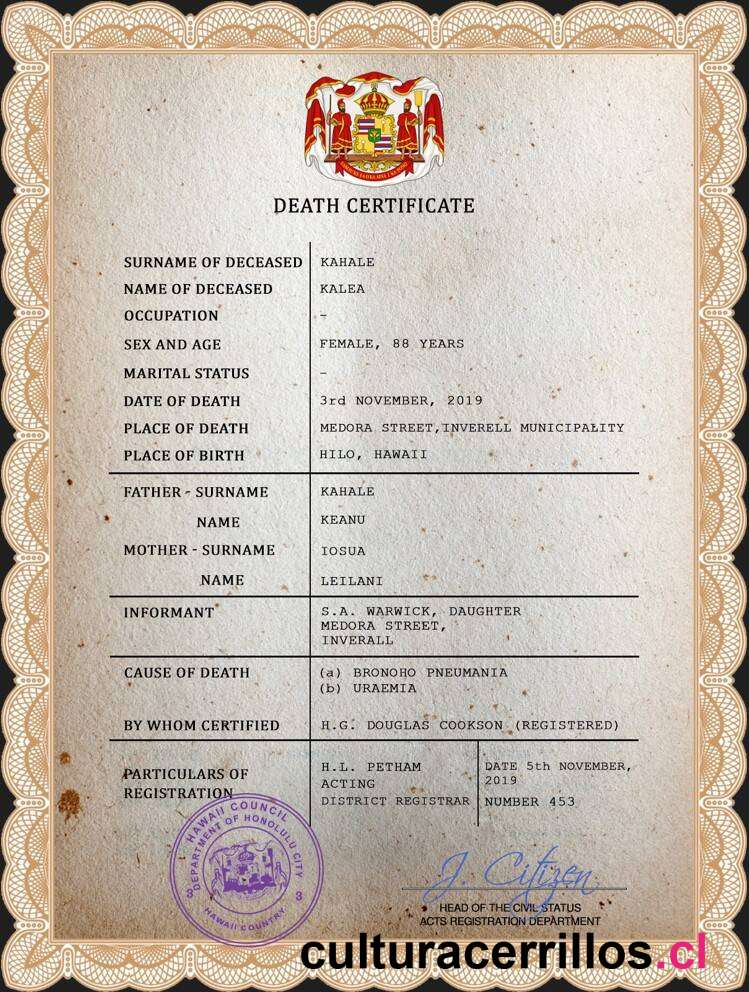 DEATH CERTIFICATE
SURNAME OF DECEASED KAHALE
NAME OF DECEASED KALEA
OCCUPATION –
SEX AND AGE FEMALE, 88 YEARS
MARITAL STATUS –
DATE OF DEATH 3rd NOVEMBER, 2019
PLACE OF DEATH MEDORA STREET,INVERELL MUNICIPALITY
PLACE OF BIRTH HILO, HAWAII
FATHER - SURNAME KAHALE
NAME KEANU
MOTHER - SURNAME IOSUA
NAME LEILANI
INFORMANT S.A. WARWICK, DAUGHTER
MEDORA STREET,
INVERALL
CAUSE OF DEATH (a) BRONOHO PNEUMANIA
(b) URAEMIA
BY WHOM CERTIFIED H.G. DOUGLAS COOKSON (REGISTERED)
PARTICULARS OF
REGISTRATION
H.L. PETHAM
ACTING
DISTRICT REGISTRAR
DATE 5th NOVEMBER,
2019
NUMBER 453
HAWAII COUNCIL
DEPARTMENT OF HONOLULU CITY
3 3
HAWAII COUNTRY
J. Citizen
HEAD OF THE CIVIL STATUS
ACTS REGISTRATION DEPARTMENT
culturacerrillos.cl